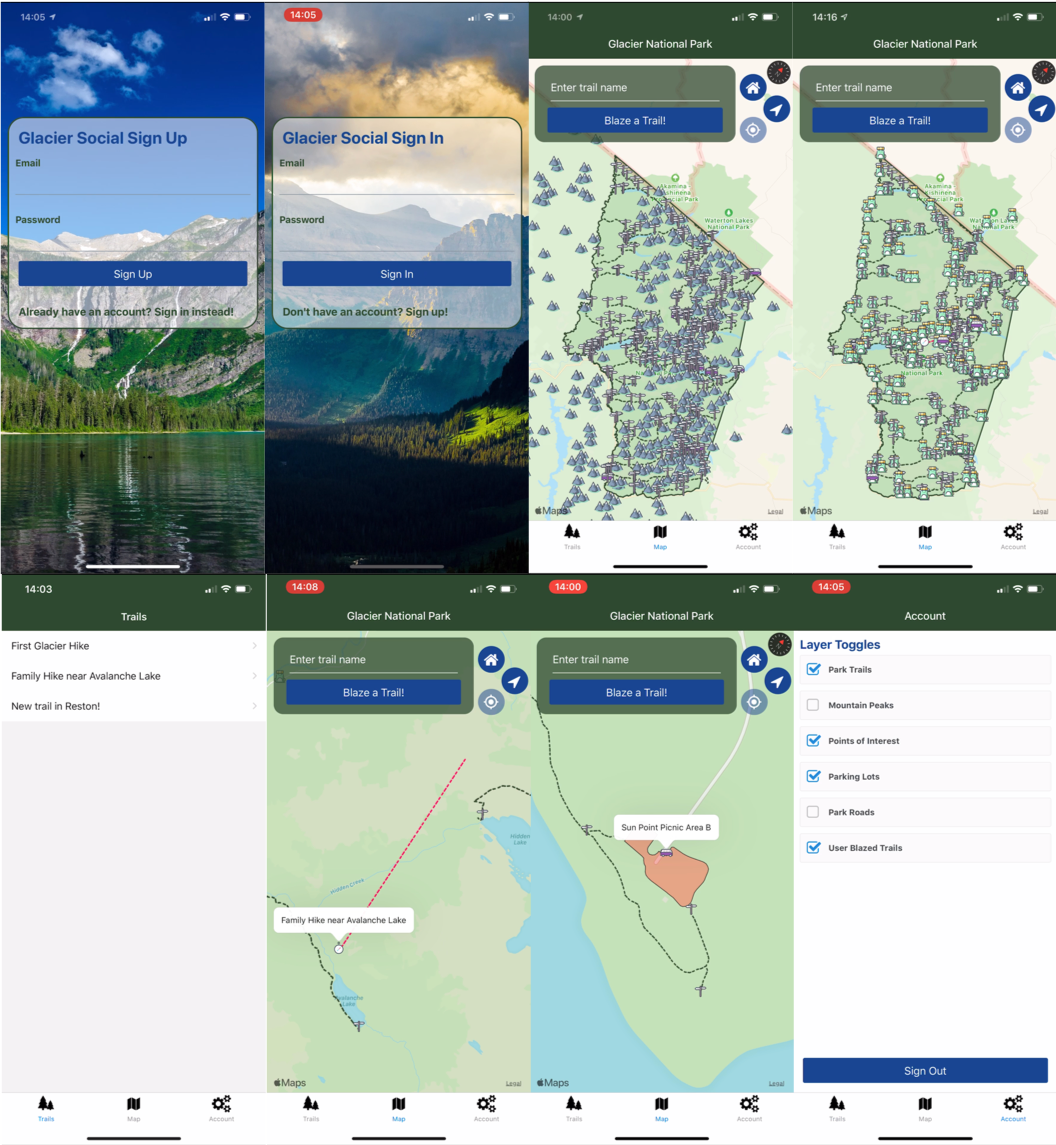 14:05
Glacier Social Sign Up
Email
Password
Sign Up
Already have an account? Sign in instead!
14:05
Glacier Social Sign In
Email
Password
Sign In
Don't have an account? Sign up!
14:00
Glacier National Park
Enter trail name
Blaze a Trail!
Akamina
Waterton Lakes
National Park
Maps
Legal
Trails
Map
Account
14:16
Glacier National Park
Enter trail name
Blaze a Trail!
Akamina
Waterton Lakes
National Park
National Park
Maps
Legal
Trails
Map
Account
14:03
Trails
First Glacier Hike
Family Hike near Avalanche Lake
New trail in Reston!
Trails
Map
Account
14:08
Glacier National Park
Enter trail name
Blaze a Trail!
Hidden
Lake
Hidden Creek
Family Hike near Avalanche Lake
Avalanche
Lake
Maps
Legal
Trails
Map
Account
14:00
Glacier National Park
Enter trail name
Blaze a Trail!
Sun Point Picnic Area B
Maps
Legal
Trails
Map
Account
14:05
Account
Layer Toggles
Park Trails
Mountain Peaks
Points of Interest
Parking Lots
Park Roads
User Blazed Trails
Sign Out
Trails
Map
Account